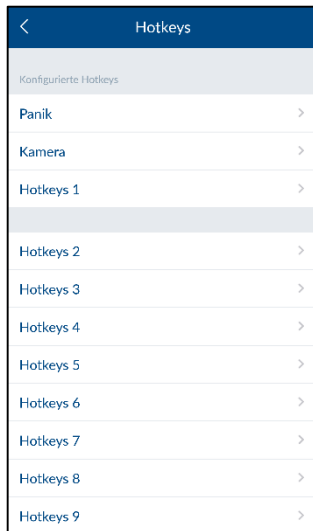 Hotkeys
Konfigurierte Hotkeys
Panik
Kamera
Hotkeys 1
Hotkeys 2
Hotkeys 3
Hotkeys 4
Hotkeys 5
Hotkeys 6
Hotkeys 7
Hotkeys 8
Hotkeys 9